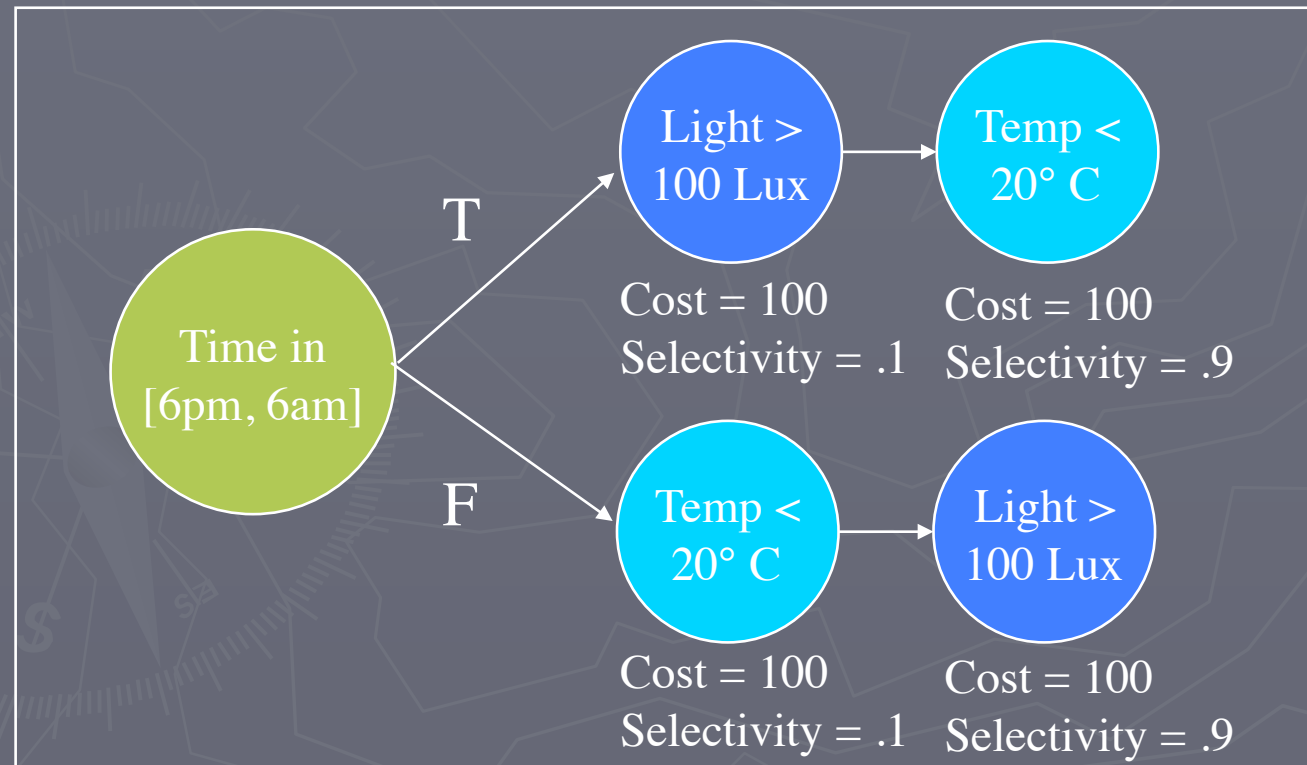 Time in
[6pm, 6am]
T
Light >
100 Lux
Cost = 100
Selectivity = .1
Temp <
20° C
Cost = 100
Selectivity = .9
F
Temp <
20° C
Cost = 100
Selectivity = .1
Light >
100 Lux
Cost = 100
Selectivity = .9
S
SE